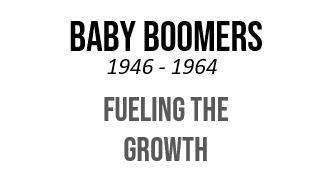 BABY BOOMERS
1946 - 1964
FUELING THE
GROWTH